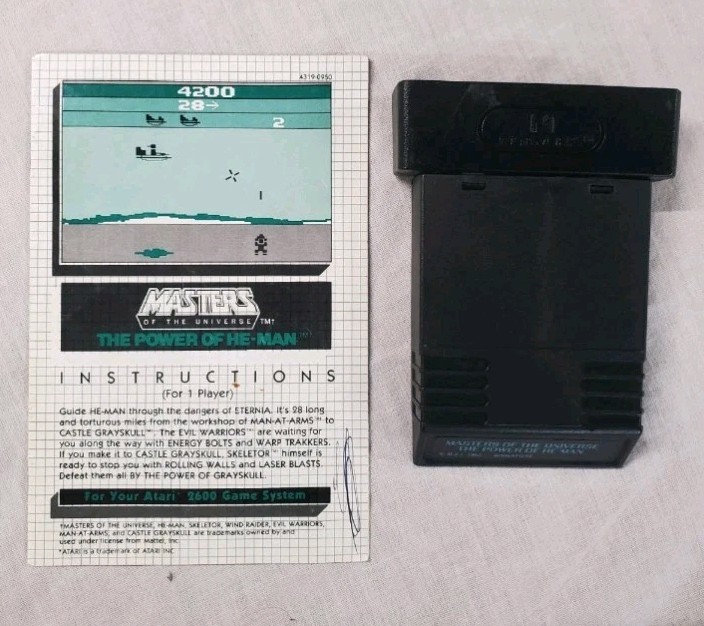 4319-0950
4200
28→
2
MASTERS
OF THE UNIVERSE™†
THE POWER OF HE-MAN™†
INSTRUCTIONS
(For 1 Player)
Guide HE-MAN through the dangers of ETERNIA. It's 28 long
and torturous miles from the workshop of MAN-AT-ARMS™ to
CASTLE GRAYSKULL™. The EVIL WARRIORS™ are waiting for
you along the way with ENERGY BOLTS and WARP TRAKKERS.
If you make it to CASTLE GRAYSKULL, SKELETOR™ himself is
ready to stop you with ROLLING WALLS and LASER BLASTS.
Defeat them all BY THE POWER OF GRAYSKULL.
For Your Atari* 2600 Game System
†MASTERS OF THE UNIVERSE, HE-MAN, SKELETOR, WIND RAIDER, EVIL WARRIORS,
MAN-AT-ARMS, and CASTLE GRAYSKULL are trademarks owned by and
used under license from Mattel, Inc.
*ATARI is a trademark of ATARI INC.
MASTERS OF THE UNIVERSE
THE POWER OF HE-MAN